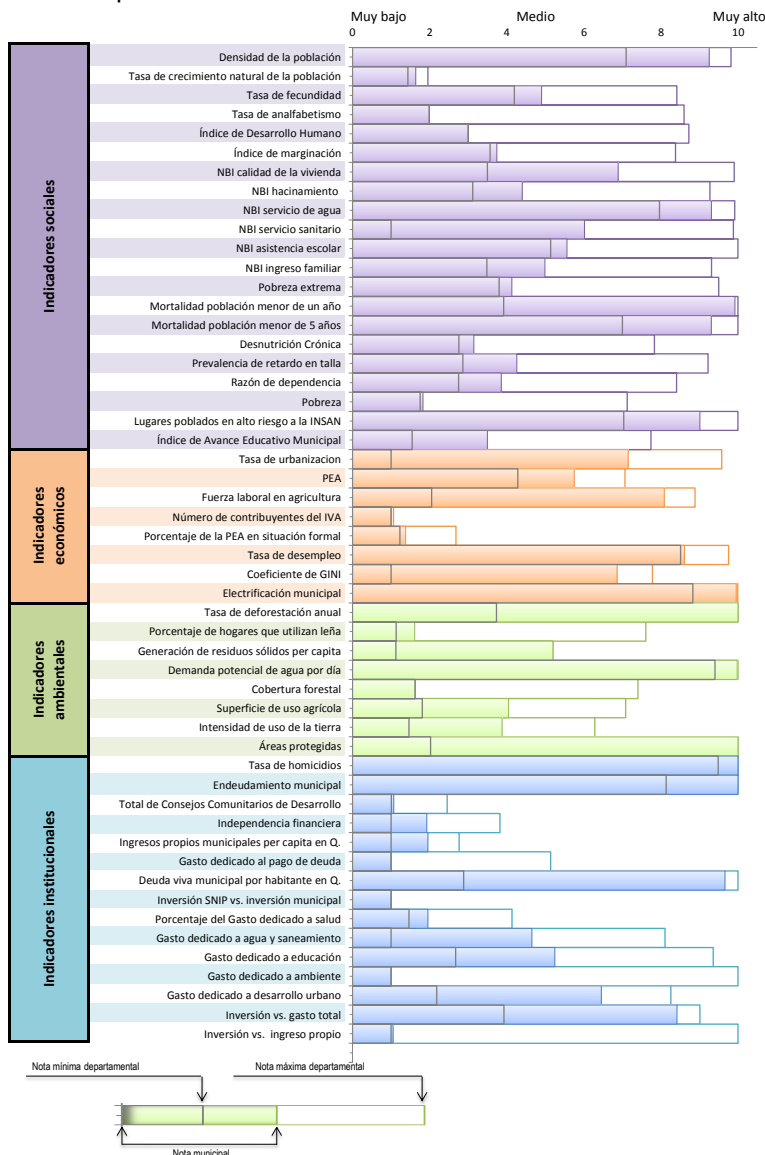 Muy bajo Medio Muy alto
0 2 4 6 8 10
Indicadores sociales
Densidad de la población
Tasa de crecimiento natural de la población
Tasa de fecundidad
Tasa de analfabetismo
Índice de Desarrollo Humano
Índice de marginación
NBI calidad de la vivienda
NBI hacinamiento
NBI servicio de agua
NBI servicio sanitario
NBI asistencia escolar
NBI ingreso familiar
Pobreza extrema
Mortalidad población menor de un año
Mortalidad población menor de 5 años
Desnutrición Crónica
Prevalencia de retardo en talla
Razón de dependencia
Pobreza
Lugares poblados en alto riesgo a la INSAN
Índice de Avance Educativo Municipal
Indicadores
económicos
Tasa de urbanizacion
PEA
Fuerza laboral en agricultura
Número de contribuyentes del IVA
Porcentaje de la PEA en situación formal
Tasa de desempleo
Coeficiente de GINI
Electrificación municipal
Indicadores
ambientales
Tasa de deforestación anual
Porcentaje de hogares que utilizan leña
Generación de residuos sólidos per capita
Demanda potencial de agua por día
Cobertura forestal
Superficie de uso agrícola
Intensidad de uso de la tierra
Áreas protegidas
Indicadores institucionales
Tasa de homicidios
Endeudamiento municipal
Total de Consejos Comunitarios de Desarrollo
Independencia financiera
Ingresos propios municipales per capita en Q.
Gasto dedicado al pago de deuda
Deuda viva municipal por habitante en Q.
Inversión SNIP vs. inversión municipal
Porcentaje del Gasto dedicado a salud
Gasto dedicado a agua y saneamiento
Gasto dedicado a educación
Gasto dedicado a ambiente
Gasto dedicado a desarrollo urbano
Inversión vs. gasto total
Inversión vs. ingreso propio
Nota mínima departamental Nota máxima departamental
Nota municipal